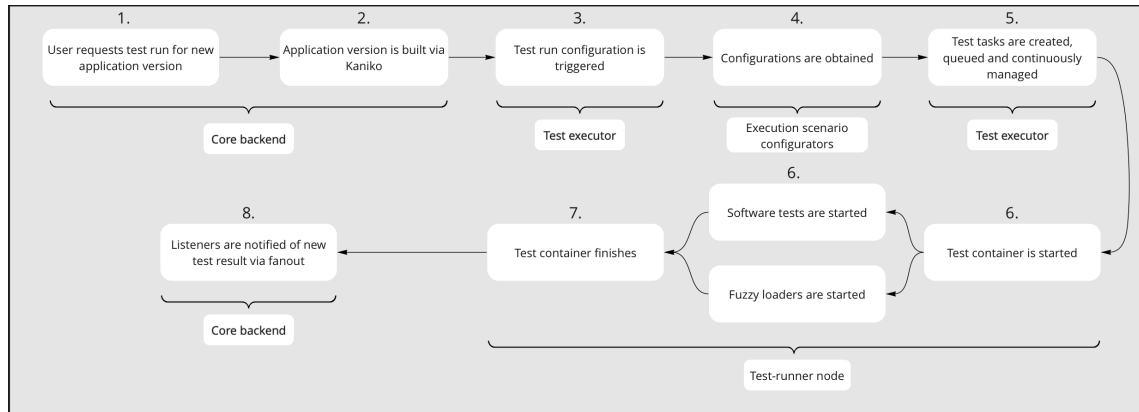 1.
User requests test run for new
application version
2.
Application version is built via
Kaniko
3.
Test run configuration is
triggered
4.
Configurations are obtained
5.
Test tasks are created,
queued and continuously
managed
Core backend
Test executor
Execution scenario
configurators
Test executor
6.
Test container is started
6.
Software tests are started
Fuzzy loaders are started
7.
Test container finishes
8.
Listeners are notified of new
test result via fanout
Core backend
Test-runner node